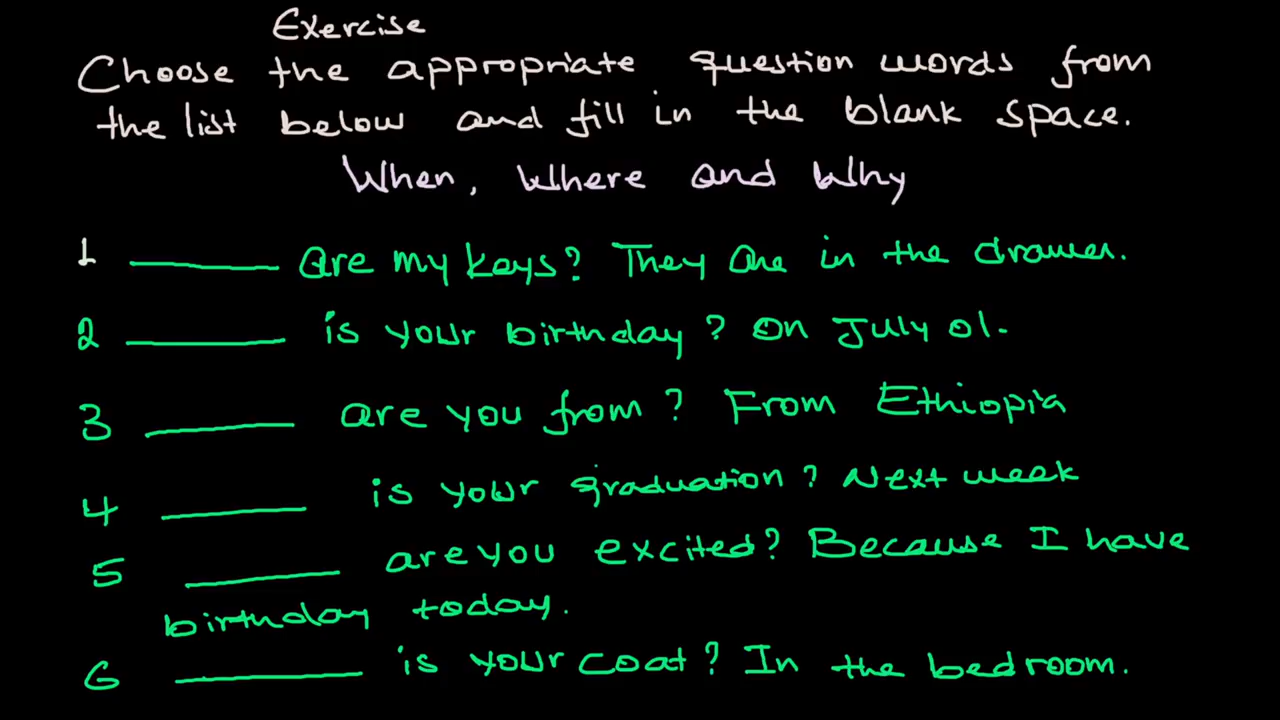 Exercise
Choose the appropriate question words from
the list below and fill in the blank space.
When, Where and Why
1 ______ are my keys? They are in the drawer.
2 ______ is your birthday? On July 01.
3 ______ are you from? From Ethiopia
4 ______ is your graduation? Next week
5 ______ are you excited? Because I have
birthday today.
6 ______ is your coat? In the bedroom.